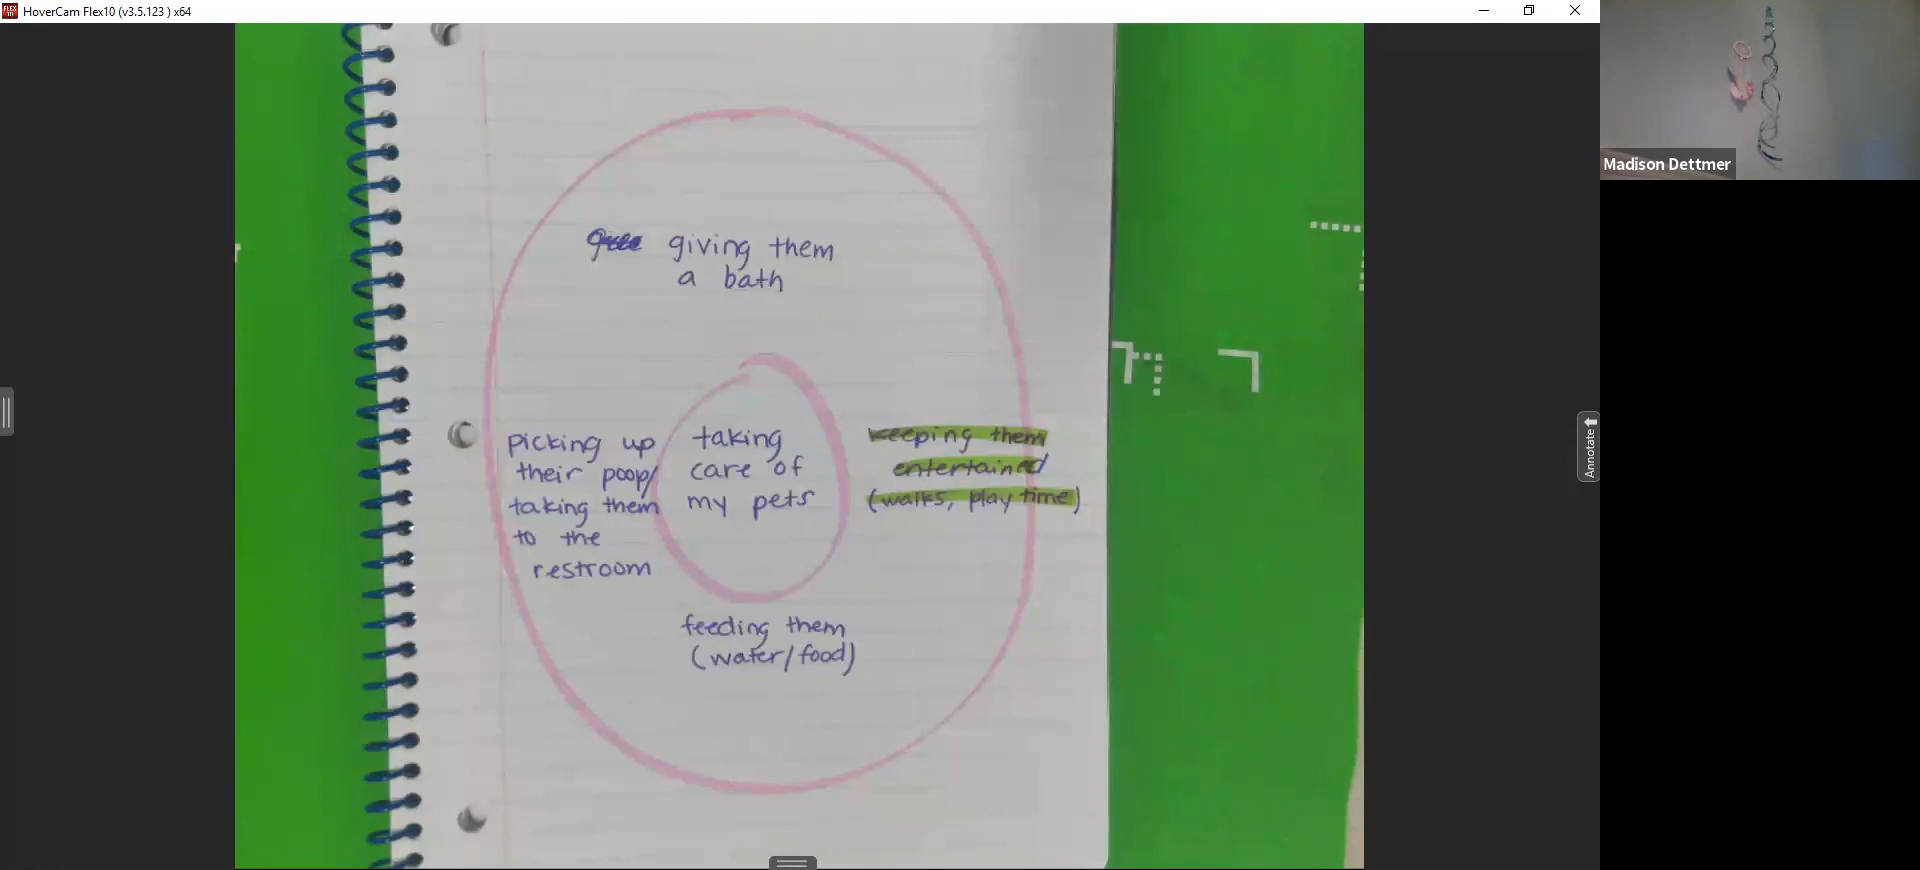 HoverCam Flex10 (v3.5.123 ) x64
Madison Dettmer
giving them
a bath
picking up
their poop/
taking them
to the
restroom
taking
care of
my pets
keeping them
entertained
(walks, play time)
feeding them
(water/food)
Annotate